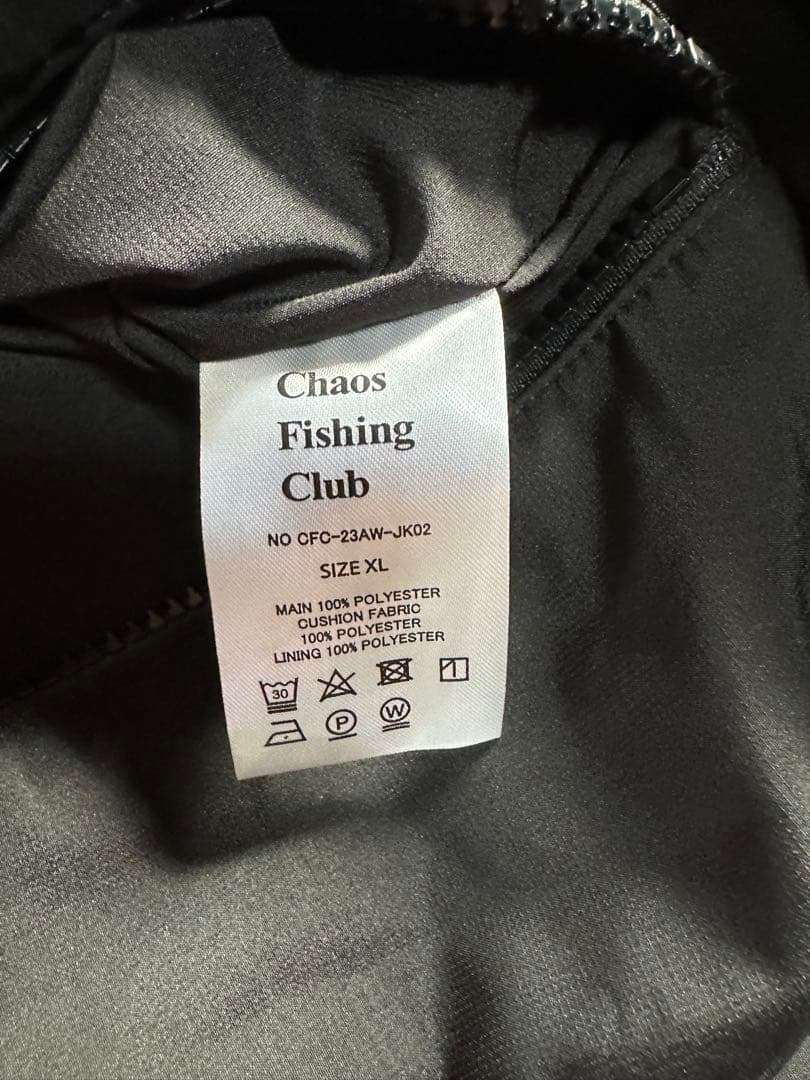 Chaos
Fishing
Club
NO CFC-23AW-JK02
SIZE XL
MAIN 100% POLYESTER
CUSHION FABRIC
100% POLYESTER
LINING 100% POLYESTER
30
P W